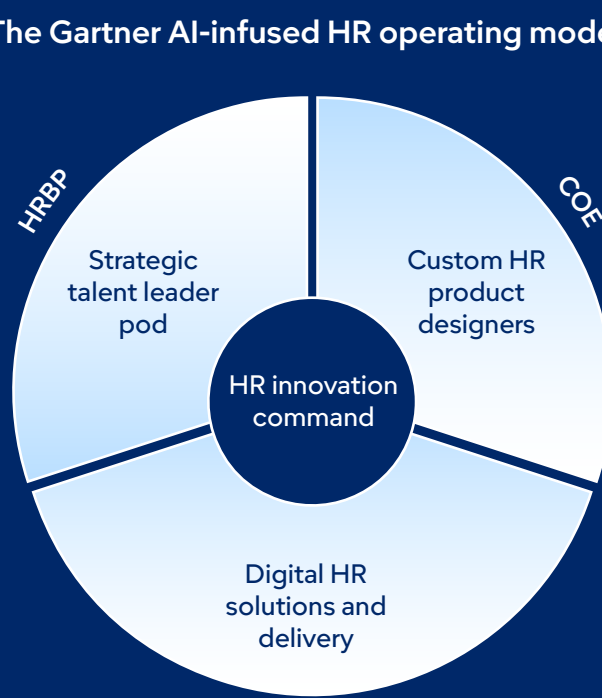 The Gartner AI-infused HR operating
HRBP
COE
Strategic
talent leader
pod
Custom HR
product
designers
HR innovation
command
Digital HR
solutions and
delivery